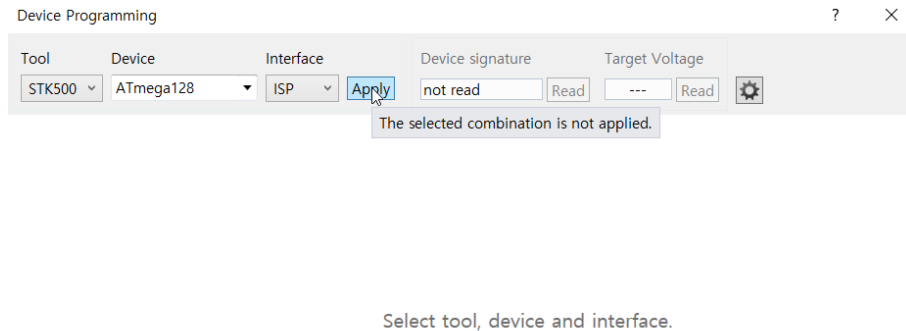 Device Programming ? ×
Tool Device Interface Device signature Target Voltage
STK500 ATmega128 ISP Apply not read Read --- Read
The selected combination is not applied.
Select tool, device and interface.